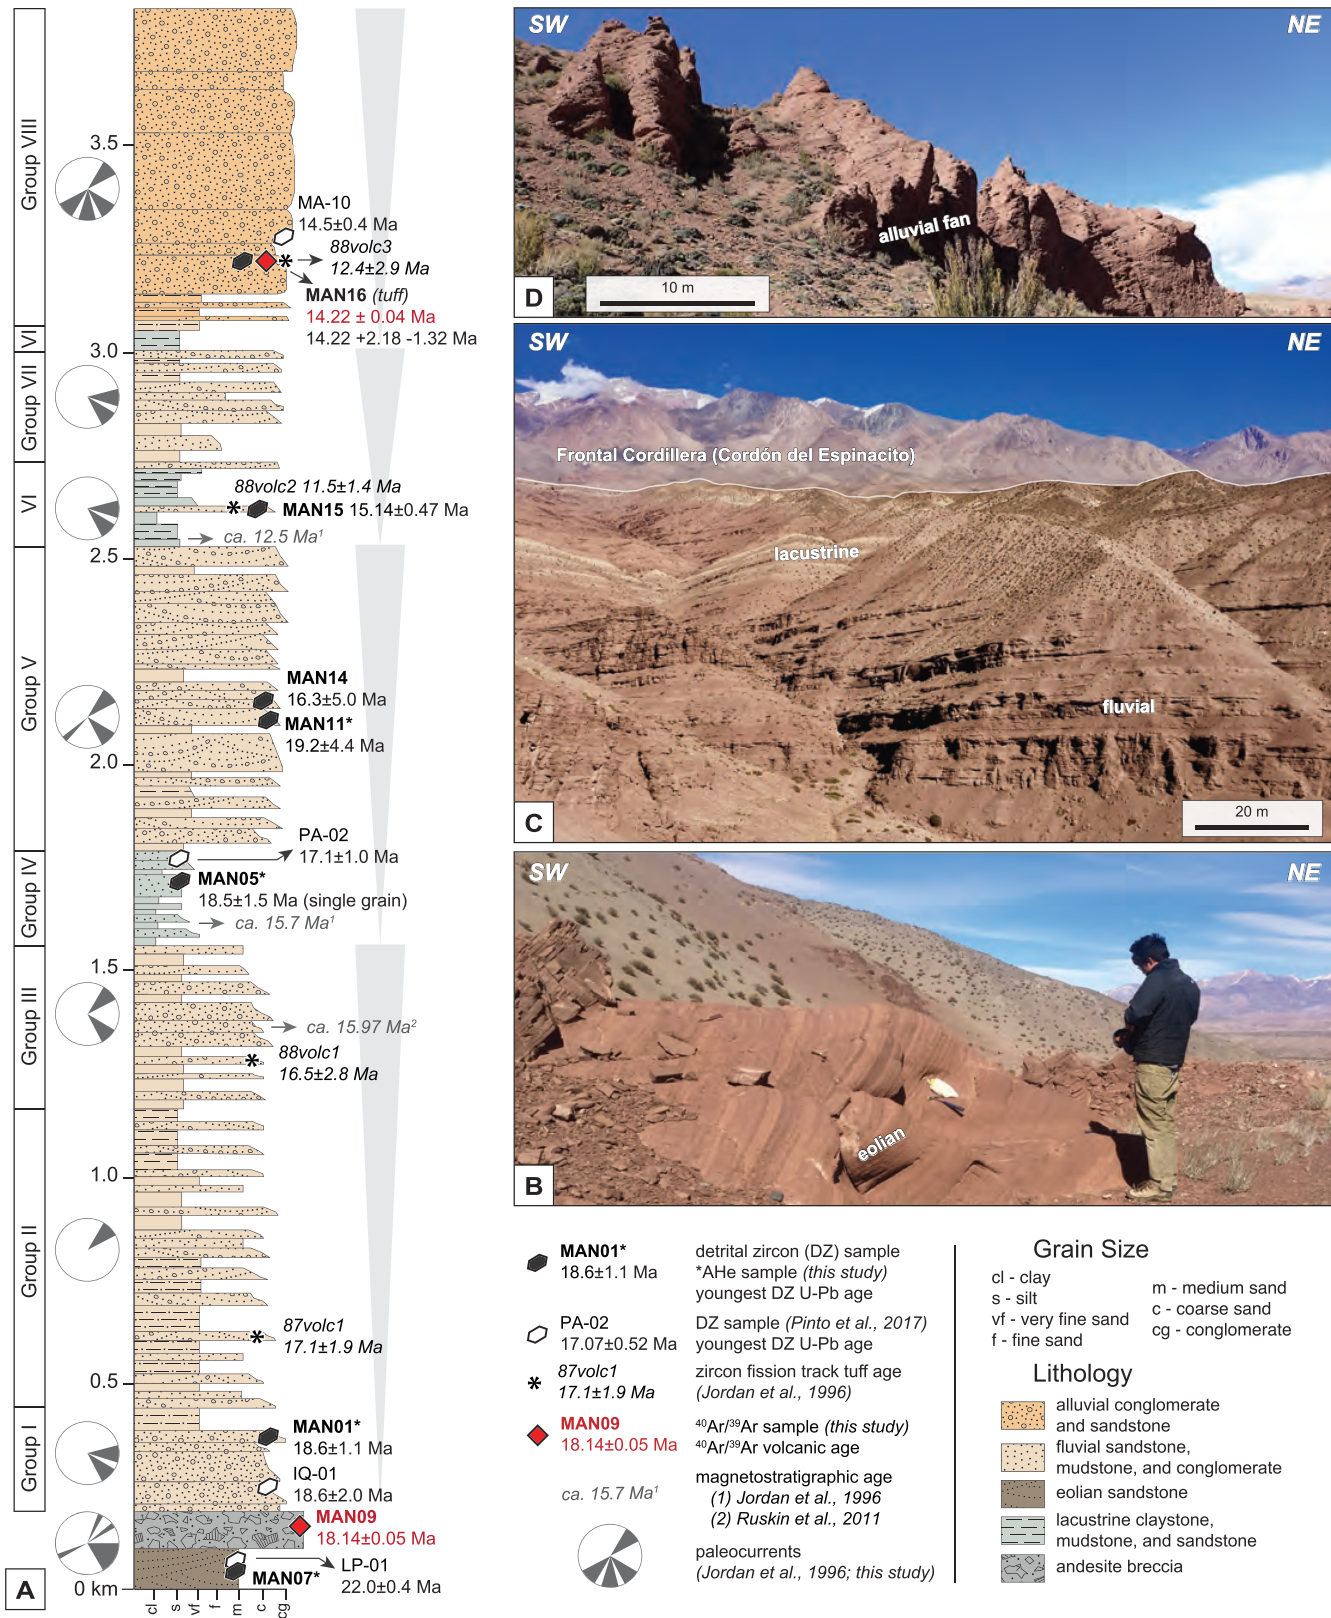 Group VIII
VI
Group VII
VI
Group V
Group IV
Group III
Group II
Group I
3.5
3.0
2.5
2.0
1.5
1.0
0.5
0 km
MA-10
14.5±0.4 Ma
88volc3
12.4±2.9 Ma
MAN16 (tuff)
14.22 ± 0.04 Ma
14.22 +2.18 -1.32 Ma
88volc2 11.5±1.4 Ma
MAN15 15.14±0.47 Ma
ca. 12.5 Ma¹
MAN14
16.3±5.0 Ma
MAN11*
19.2±4.4 Ma
PA-02
17.1±1.0 Ma
MAN05*
18.5±1.5 Ma (single grain)
ca. 15.7 Ma¹
ca. 15.97 Ma²
88volc1
16.5±2.8 Ma
87volc1
17.1±1.9 Ma
MAN01*
18.6±1.1 Ma
IQ-01
18.6±2.0 Ma
MAN09
18.14±0.05 Ma
LP-01
MAN07*
22.0±0.4 Ma
cl s vf f m c cg
A
SW NE
alluvial fan
10 m
D
SW NE
Frontal Cordillera (Cordón del Espinacito)
lacustrine
fluvial
20 m
C
SW NE
eolian
B
MAN01*
18.6±1.1 Ma
detrital zircon (DZ) sample
*AHe sample (this study)
youngest DZ U-Pb age
PA-02
17.07±0.52 Ma
DZ sample (Pinto et al., 2017)
youngest DZ U-Pb age
87volc1
17.1±1.9 Ma
zircon fission track tuff age
(Jordan et al., 1996)
MAN09
18.14±0.05 Ma
⁴⁰Ar/³⁹Ar sample (this study)
⁴⁰Ar/³⁹Ar volcanic age
ca. 15.7 Ma¹
magnetostratigraphic age
(1) Jordan et al., 1996
(2) Ruskin et al., 2011
paleocurrents
(Jordan et al., 1996; this study)
Grain Size
cl - clay
s - silt
vf - very fine sand
f - fine sand
m - medium sand
c - coarse sand
cg - conglomerate
Lithology
alluvial conglomerate
and sandstone
fluvial sandstone,
mudstone, and conglomerate
eolian sandstone
lacustrine claystone,
mudstone, and sandstone
andesite breccia